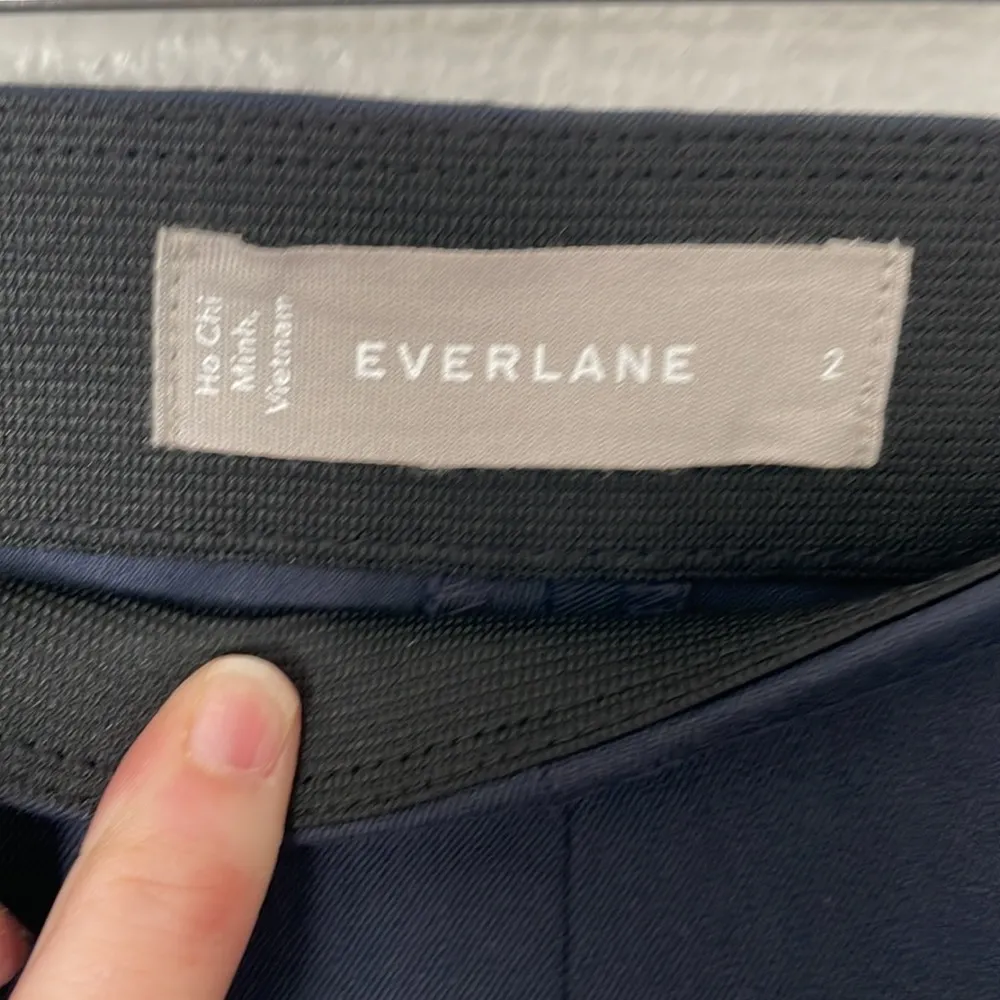 Ho Chi
Minh,
Vietnam
EVERLANE
2